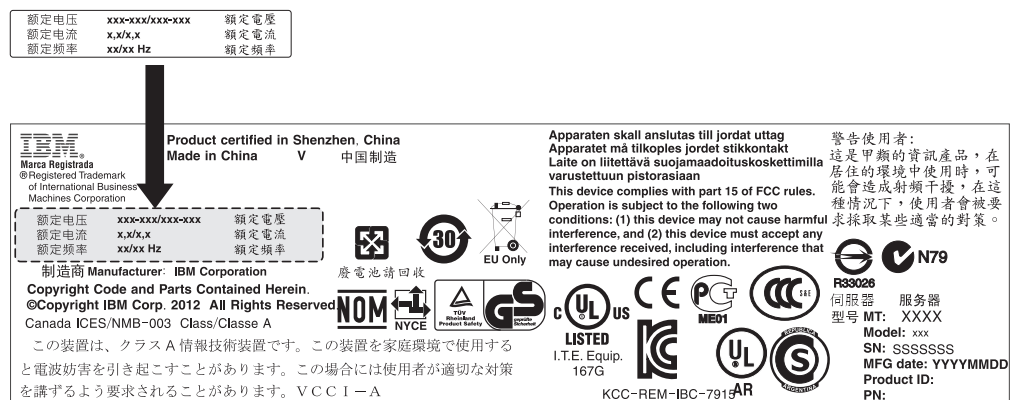 额定电压 xxx-xxx/xxx-xxx 額定電壓
额定电流 x,x/x,x 額定電流
额定频率 xx/xx Hz 額定頻率
IBM®
Marca Registrada
® Registered Trademark
of International Business
Machines Corporation
Product certified in Shenzhen, China
Made in China V 中国制造
额定电压 xxx-xxx/xxx-xxx 額定電壓
额定电流 x,x/x,x 額定電流
额定频率 xx/xx Hz 額定頻率
制造商 Manufacturer: IBM Corporation
Copyright Code and Parts Contained Herein.
©Copyright IBM Corp. 2012 All Rights Reserved
Canada ICES/NMB-003 Class/Classe A
この装置は、クラス A 情報技術装置です。この装置を家庭環境で使用する
と電波妨害を引き起こすことがあります。この場合には使用者が適切な対策
を講ずるよう要求されることがあります。VCCI-A
廢電池請回收
30
EU Only
NOM
NYCE
TÜV
Rheinland
Product Safety
GS
geprüfte
Sicherheit
Apparaten skall anslutas till jordat uttag
Apparatet må tilkoples jordet stikkontakt
Laite on liitettävä suojamaadoituskoskettimilla
varustettuun pistorasiaan
This device complies with part 15 of FCC rules.
Operation is subject to the following two
conditions: (1) this device may not cause harmful
interference, and (2) this device must accept any
interference received, including interference that
may cause undesired operation.
C UL US
LISTED
I.T.E. Equip.
167G
CE
PCT
ME01
CCC S&E
KCC-REM-IBC-7915
UL
AR
REPUBLICA
S
ARGENTINA
警告使用者:
這是甲類的資訊產品，在
居住的環境中使用時，可
能會造成射頻干擾，在這
種情況下，使用者會被要
求採取某些適當的對策。
R33026
N79
伺服器 服务器
型号 MT: XXXX
Model: xxx
SN: SSSSSSS
MFG date: YYYYMMDD
Product ID:
PN: